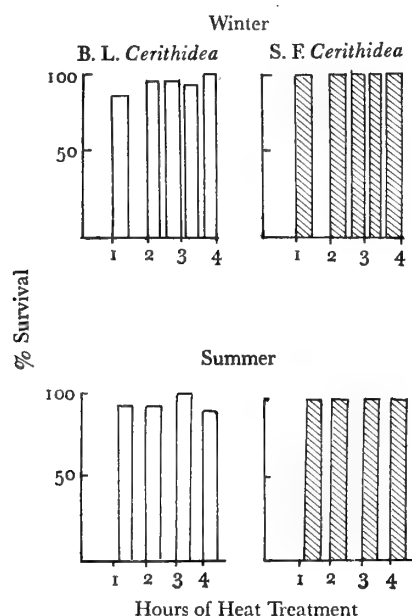 Winter
B. L. Cerithidea S. F. Cerithidea
100
50
1 2 3 4 1 2 3 4
% Survival
Summer
100
50
1 2 3 4 1 2 3 4
Hours of Heat Treatment